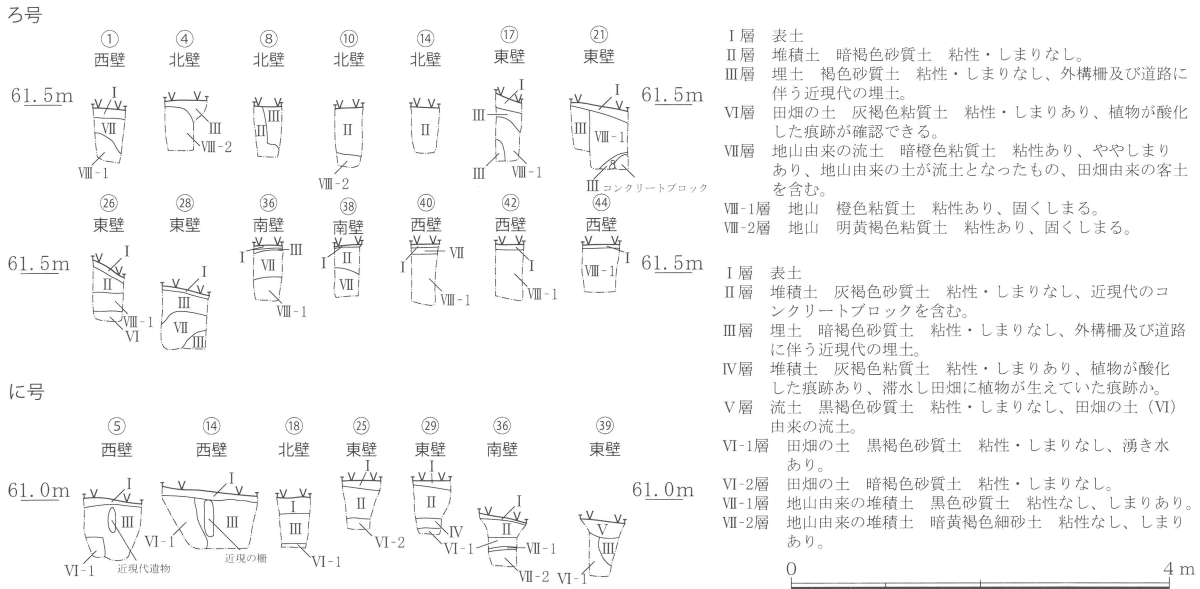 ろ号
① ④ ⑧ ⑩ ⑭ ⑰ ㉑
西壁 北壁 北壁 北壁 北壁 東壁 東壁
61.5m 61.5m
Ⅰ Ⅶ Ⅷ-1
Ⅲ Ⅷ-2
Ⅱ Ⅲ
Ⅱ Ⅷ-2
Ⅱ
Ⅰ Ⅲ Ⅲ Ⅷ-1
Ⅰ Ⅲ Ⅷ-1 Ⅲ コンクリートブロック
㉖ ㉘ ㊱ ㊳ ㊵ ㊷ ㊹
東壁 東壁 南壁 南壁 西壁 西壁 西壁
61.5m 61.5m
Ⅰ Ⅱ Ⅷ-1 Ⅵ
Ⅰ Ⅲ Ⅶ Ⅲ
Ⅰ Ⅲ Ⅶ Ⅷ-1
Ⅰ Ⅱ Ⅶ
Ⅰ Ⅶ Ⅷ-1
Ⅰ Ⅷ-1
Ⅰ Ⅷ-1
に号
⑤ ⑭ ⑱ ㉕ ㉙ ㊱ ㊴
西壁 西壁 北壁 東壁 東壁 南壁 東壁
61.0m 61.0m
Ⅰ Ⅲ Ⅵ-1 近現代遺物
Ⅰ Ⅲ Ⅵ-1 近現の柵
Ⅰ Ⅲ Ⅵ-1
Ⅰ Ⅱ Ⅵ-2
Ⅰ Ⅱ Ⅳ Ⅵ-1
Ⅰ Ⅱ Ⅵ-1 Ⅶ-1 Ⅶ-2
Ⅰ Ⅴ Ⅲ Ⅵ-1
Ⅰ層 表土
Ⅱ層 堆積土 暗褐色砂質土 粘性・しまりなし。
Ⅲ層 埋土 褐色砂質土 粘性・しまりなし、外構柵及び道路に
伴う近現代の埋土。
Ⅵ層 田畑の土 灰褐色粘質土 粘性・しまりあり、植物が酸化
した痕跡が確認できる。
Ⅶ層 地山由来の流土 暗橙色粘質土 粘性あり、ややしまり
あり、地山由来の土が流土となったもの、田畑由来の客土
を含む。
Ⅷ-1層 地山 橙色粘質土 粘性あり、固くしまる。
Ⅷ-2層 地山 明黄褐色粘質土 粘性あり、固くしまる。
Ⅰ層 表土
Ⅱ層 堆積土 灰褐色砂質土 粘性・しまりなし、近現代のコ
ンクリートブロックを含む。
Ⅲ層 埋土 暗褐色砂質土 粘性・しまりなし、外構柵及び道路
に伴う近現代の埋土。
Ⅳ層 堆積土 灰褐色粘質土 粘性・しまりあり、植物が酸化
した痕跡あり、滞水し田畑に植物が生えていた痕跡か。
Ⅴ層 流土 黒褐色砂質土 粘性・しまりなし、田畑の土（Ⅵ）
由来の流土。
Ⅵ-1層 田畑の土 黒褐色砂質土 粘性・しまりなし、湧き水
あり。
Ⅵ-2層 田畑の土 暗褐色砂質土 粘性・しまりなし。
Ⅶ-1層 地山由来の堆積土 黒色砂質土 粘性なし、しまりあり。
Ⅶ-2層 地山由来の堆積土 暗黄褐色細砂土 粘性なし、しまり
あり。
0 4 m